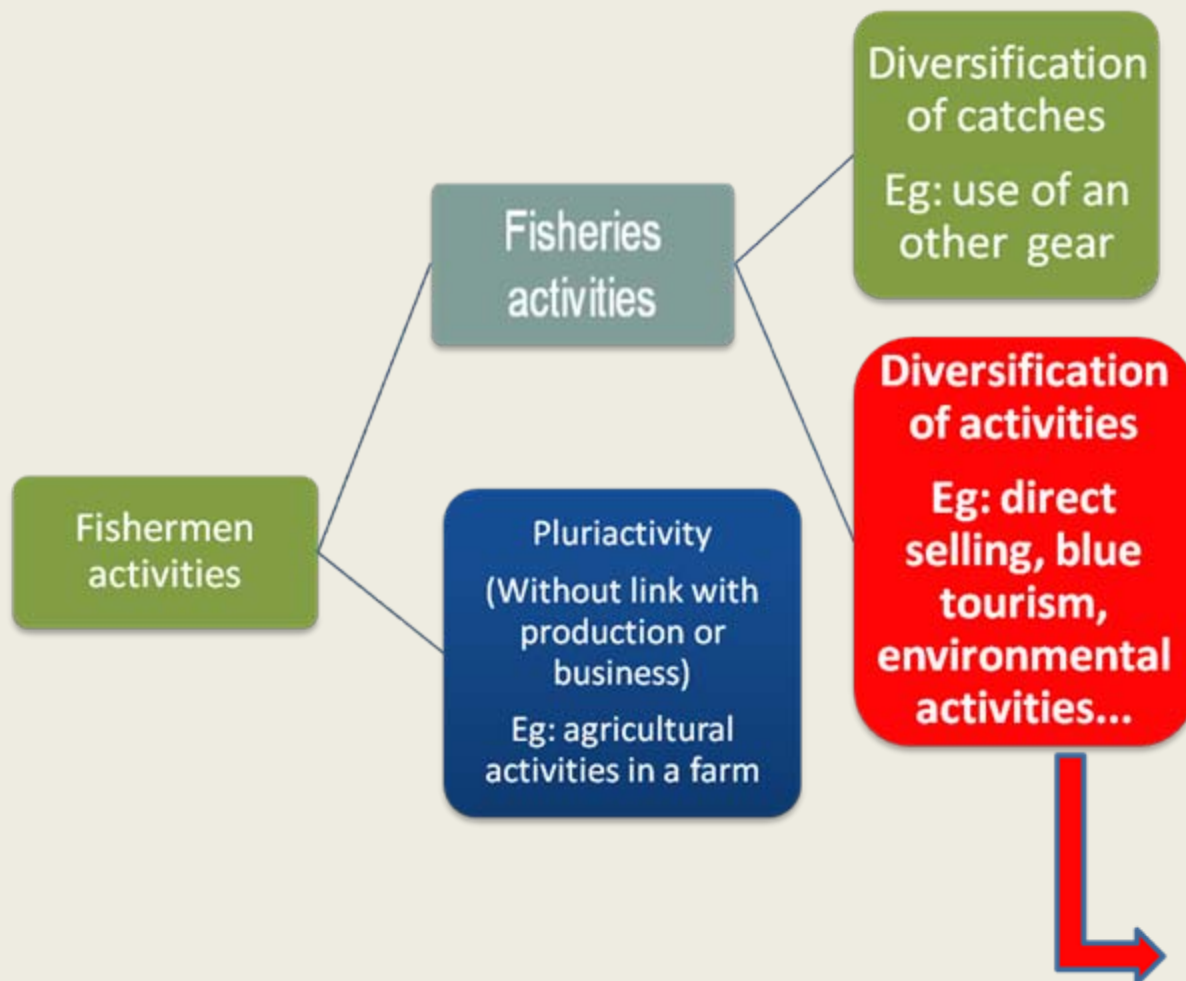 Fishermen
activities
Fisheries
activities
Pluriactivity
(Without link with
production or
business)
Eg: agricultural
activities in a farm
Diversification
of catches
Eg: use of an
other gear
Diversification
of activities
Eg: direct
selling, blue
tourism,
environmental
activities...